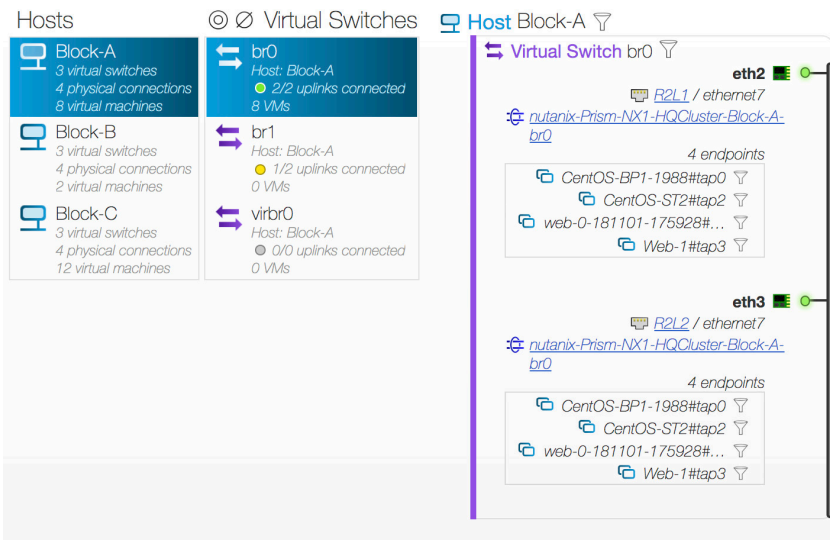 Hosts
Block-A
3 virtual switches
4 physical connections
8 virtual machines
Block-B
3 virtual switches
4 physical connections
2 virtual machines
Block-C
3 virtual switches
4 physical connections
12 virtual machines
Virtual Switches
br0
Host: Block-A
2/2 uplinks connected
8 VMs
br1
Host: Block-A
1/2 uplinks connected
0 VMs
virbr0
Host: Block-A
0/0 uplinks connected
0 VMs
Host Block-A
Virtual Switch br0
eth2
R2L1 / ethernet7
nutanix-Prism-NX1-HQCluster-Block-A-
br0
4 endpoints
CentOS-BP1-1988#tap0
CentOS-ST2#tap2
web-0-181101-175928#...
Web-1#tap3
eth3
R2L2 / ethernet7
nutanix-Prism-NX1-HQCluster-Block-A-
br0
4 endpoints
CentOS-BP1-1988#tap0
CentOS-ST2#tap2
web-0-181101-175928#...
Web-1#tap3